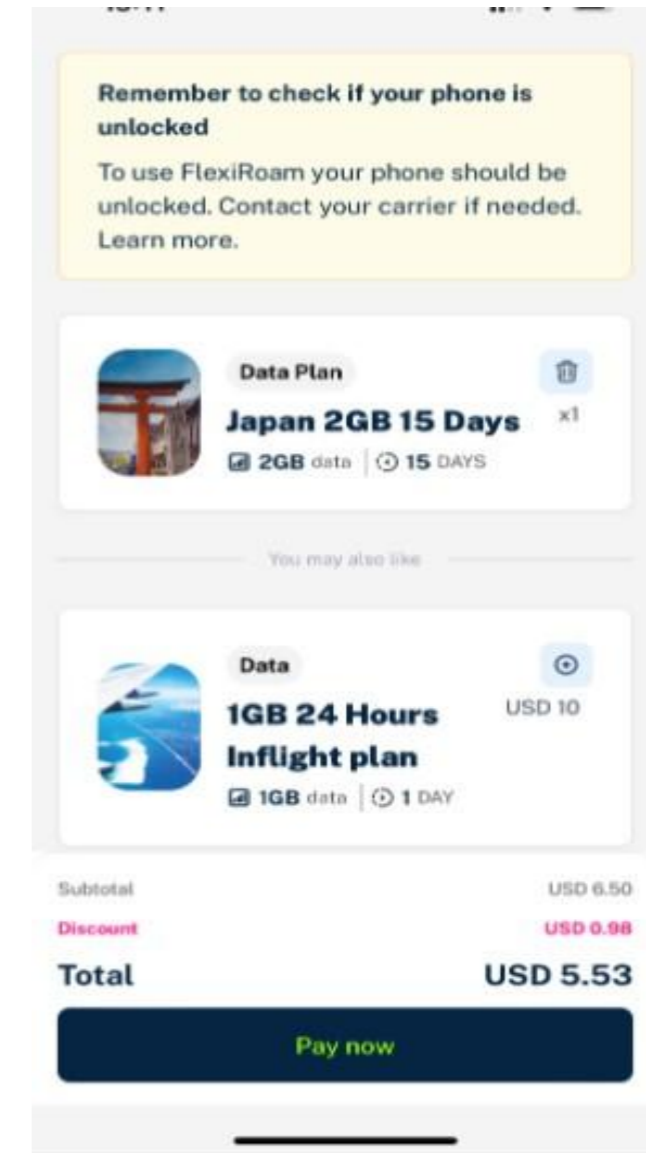 Remember to check if your phone is
unlocked
To use FlexiRoam your phone should be
unlocked. Contact your carrier if needed.
Learn more.
Data Plan
Japan 2GB 15 Days
x1
2GB data
15 DAYS
You may also like
Data
1GB 24 Hours
Inflight plan
USD 10
1GB data
1 DAY
Subtotal
USD 6.50
Discount
USD 0.98
Total
USD 5.53
Pay now